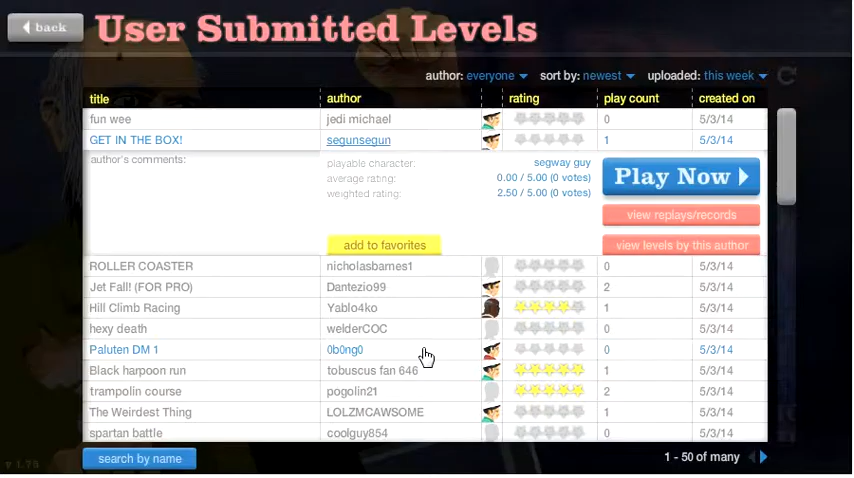 back
User Submitted Levels
author: everyone sort by: newest uploaded: this week
title author rating play count created on
fun wee jedi michael 0 5/3/14
GET IN THE BOX! segunsegun 1 5/3/14
author's comments:
playable character: segway guy
average rating: 0.00 / 5.00 (0 votes)
weighted rating: 2.50 / 5.00 (0 votes)
Play Now
view replays/records
add to favorites
view levels by this author
ROLLER COASTER nicholasbarnes1 0 5/3/14
Jet Fall! (FOR PRO) Dantezio99 2 5/3/14
Hill Climb Racing Yablo4ko 1 5/3/14
hexy death welderCOC 0 5/3/14
Paluten DM 1 0b0ng0 0 5/3/14
Black harpoon run tobuscus fan 646 1 5/3/14
trampolin course pogolin21 2 5/3/14
The Weirdest Thing LOLZMCAWSOME 1 5/3/14
spartan battle coolguy854 0 5/3/14
search by name
1 - 50 of many
v 1.75